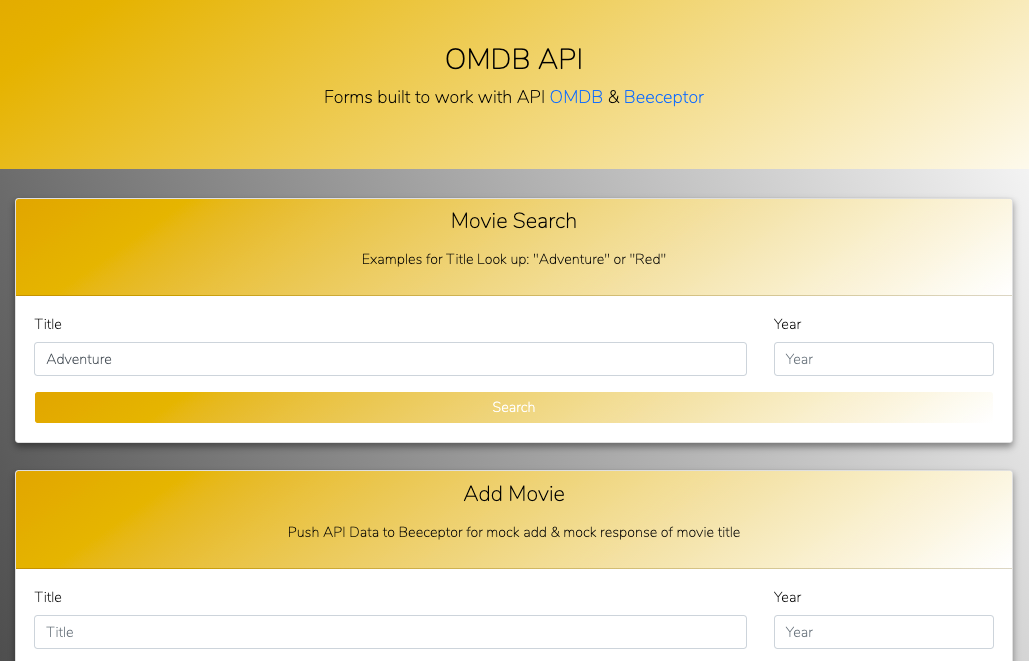 OMDB API
Forms built to work with API OMDB & Beeceptor
Movie Search
Examples for Title Look up: "Adventure" or "Red"
Title
Year
Adventure
Year
Search
Add Movie
Push API Data to Beeceptor for mock add & mock response of movie title
Title
Year
Title
Year